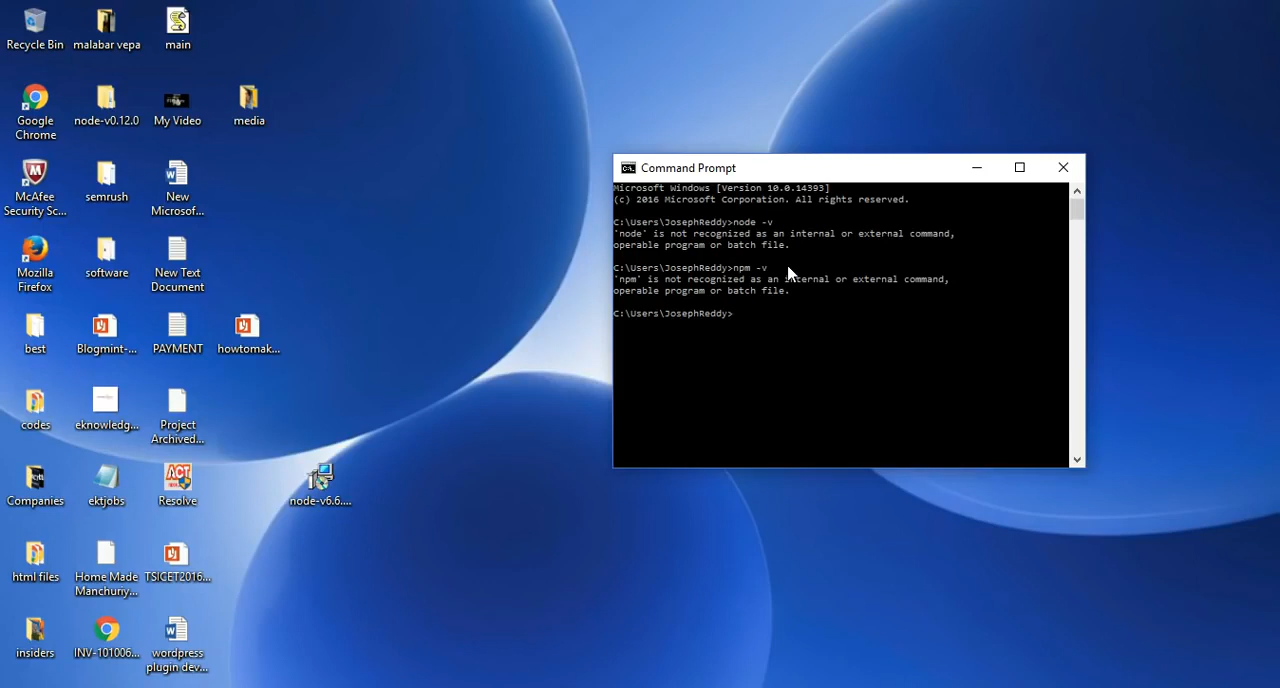 Recycle Bin
malabar vepa
main
Google
Chrome
node-v0.12.0
My Video
media
McAfee
Security Sc...
semrush
New
Microsof...
Mozilla
Firefox
software
New Text
Document
best
Blogmint-...
PAYMENT
howtomak...
codes
eknowledg...
Project
Archived...
Companies
ektjobs
ACT
Resolve
node-v6.6....
html files
Home Made
Manchuriy...
TSICET2016...
insiders
INV-101006...
wordpress
plugin dev...
Command Prompt
Microsoft Windows [Version 10.0.14393]
(c) 2016 Microsoft Corporation. All rights reserved.
C:\Users\JosephReddy>node -v
'node' is not recognized as an internal or external command,
operable program or batch file.
C:\Users\JosephReddy>npm -v
'npm' is not recognized as an internal or external command,
operable program or batch file.
C:\Users\JosephReddy>